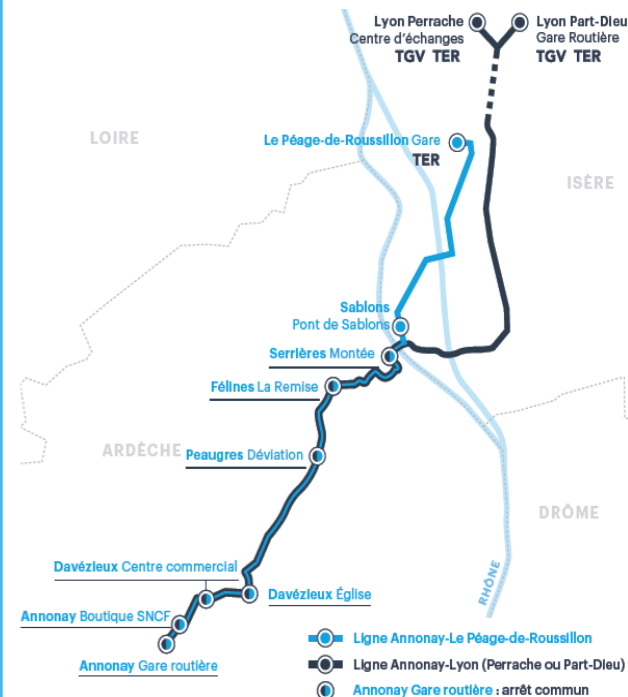 Lyon Perrache
Centre d'échanges
TGV TER
Lyon Part-Dieu
Gare Routière
TGV TER
LOIRE
Le Péage-de-Roussillon Gare
TER
ISÈRE
Sablons
Pont de Sablons
Serrières Montée
Félines La Remise
ARDÈCHE
Peaugres Déviation
DRÔME
Davézieux Centre commercial
Davézieux Église
RHÔNE
Annonay Boutique SNCF
Annonay Gare routière
Ligne Annonay-Le Péage-de-Roussillon
Ligne Annonay-Lyon (Perrache ou Part-Dieu)
Annonay Gare routière : arrêt commun